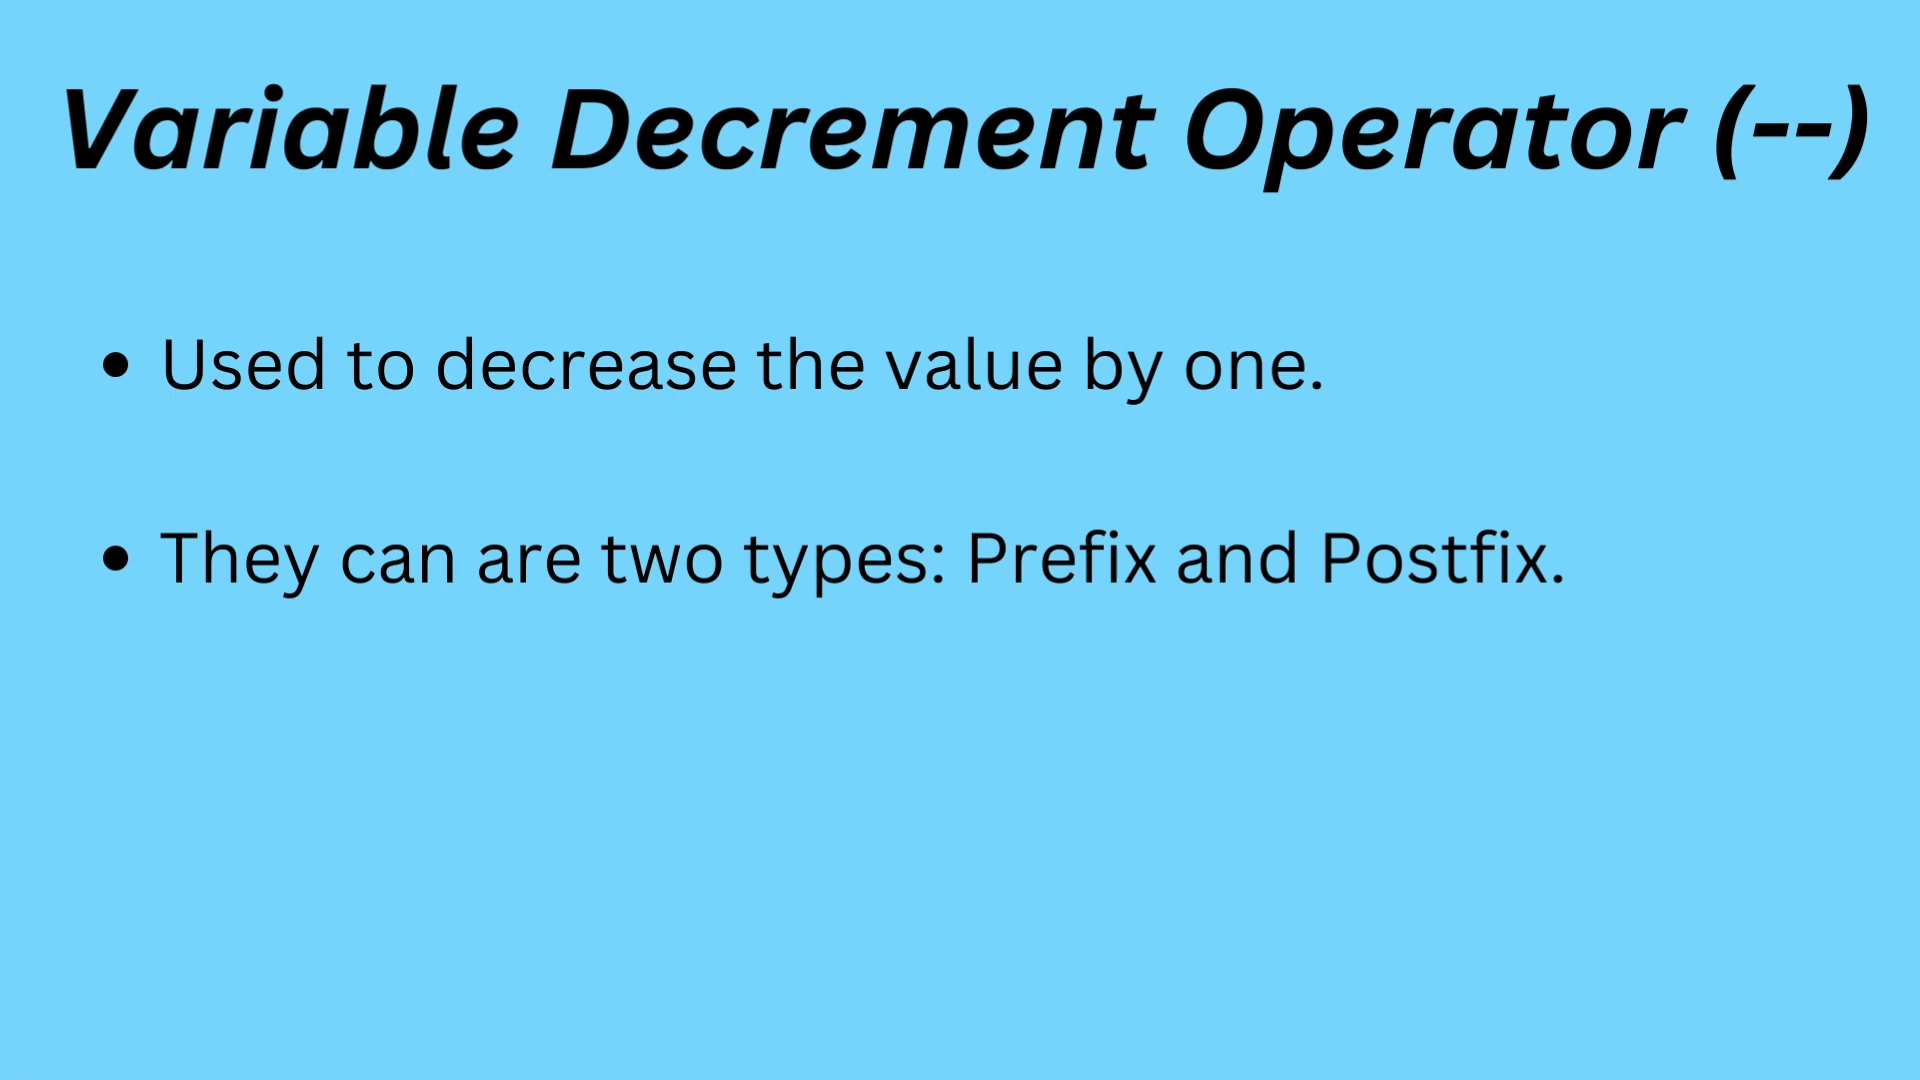 Variable Decrement Operator (--)
• Used to decrease the value by one.
• They can are two types: Prefix and Postfix.